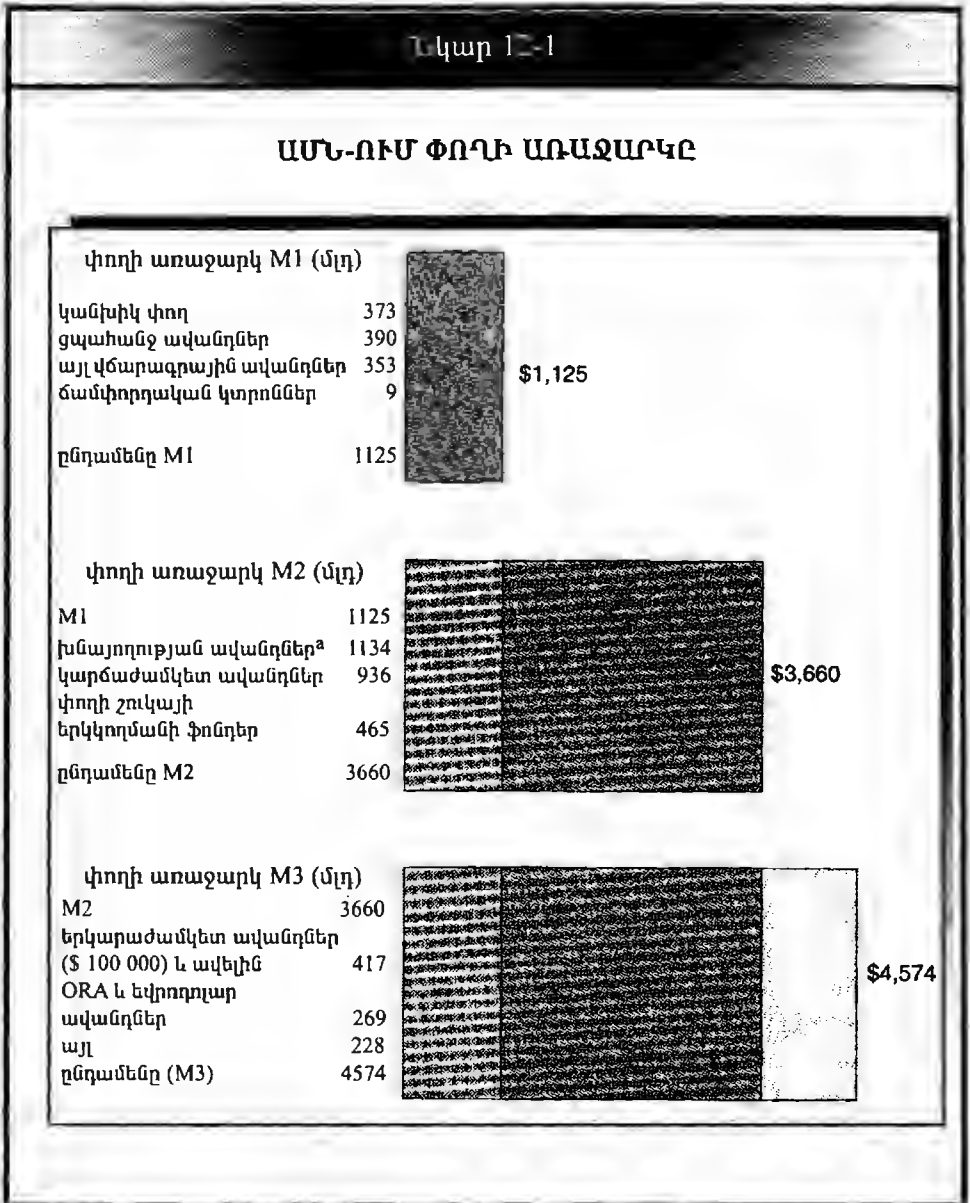 Նկար 12-1
ԱՄՆ-ՈՒՄ ՓՈՂԻ ԱՌԱՋԱՐԿԸ
փողի առաջարկ M1 (մլդ)
կանխիկ փող 373
ցպահանջ ավանդներ 390
այլ վճարագրային ավանդներ 353
ճամփորդական կտրոններ 9
ընդամենը M1 1125
$1,125
փողի առաջարկ M2 (մլդ)
M1 1125
խնայողության ավանդներª 1134
կարճաժամկետ ավանդներ 936
փողի շուկայի
երկկողմանի ֆոնդեր 465
ընդամենը M2 3660
$3,660
փողի առաջարկ M3 (մլդ)
M2 3660
երկարաժամկետ ավանդներ
($ 100 000) և ավելին 417
ORA և եվրոդոլար
ավանդներ 269
այլ 228
ընդամենը (M3) 4574
$4,574